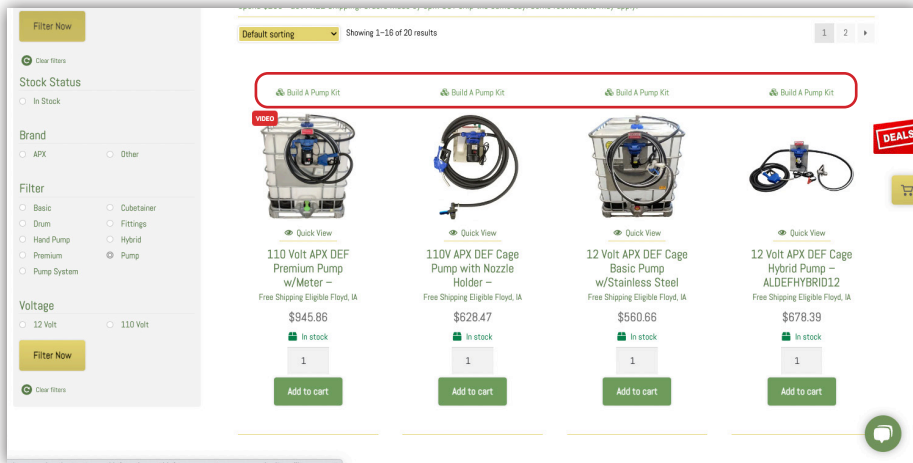 Filter Now
Clear filters
Stock Status
In Stock
Brand
APX
Other
Filter
Basic
Cubetainer
Drum
Fittings
Hand Pump
Hybrid
Premium
Pump
Pump System
Voltage
12 Volt
110 Volt
Filter Now
Clear filters
Default sorting
Showing 1–16 of 20 results
1 2
Build A Pump Kit
Build A Pump Kit
Build A Pump Kit
Build A Pump Kit
VIDEO
Quick View
110 Volt APX DEF
Premium Pump
w/Meter –
Free Shipping Eligible Floyd, IA
$945.86
In stock
1
Add to cart
Quick View
110V APX DEF Cage
Pump with Nozzle
Holder –
Free Shipping Eligible Floyd, IA
$628.47
In stock
1
Add to cart
Quick View
12 Volt APX DEF Cage
Basic Pump
w/Stainless Steel
Free Shipping Eligible Floyd, IA
$560.66
In stock
1
Add to cart
Quick View
12 Volt APX DEF Cage
Hybrid Pump –
ALDEFHYBRID12
Free Shipping Eligible Floyd, IA
$678.39
In stock
1
Add to cart
DEALS